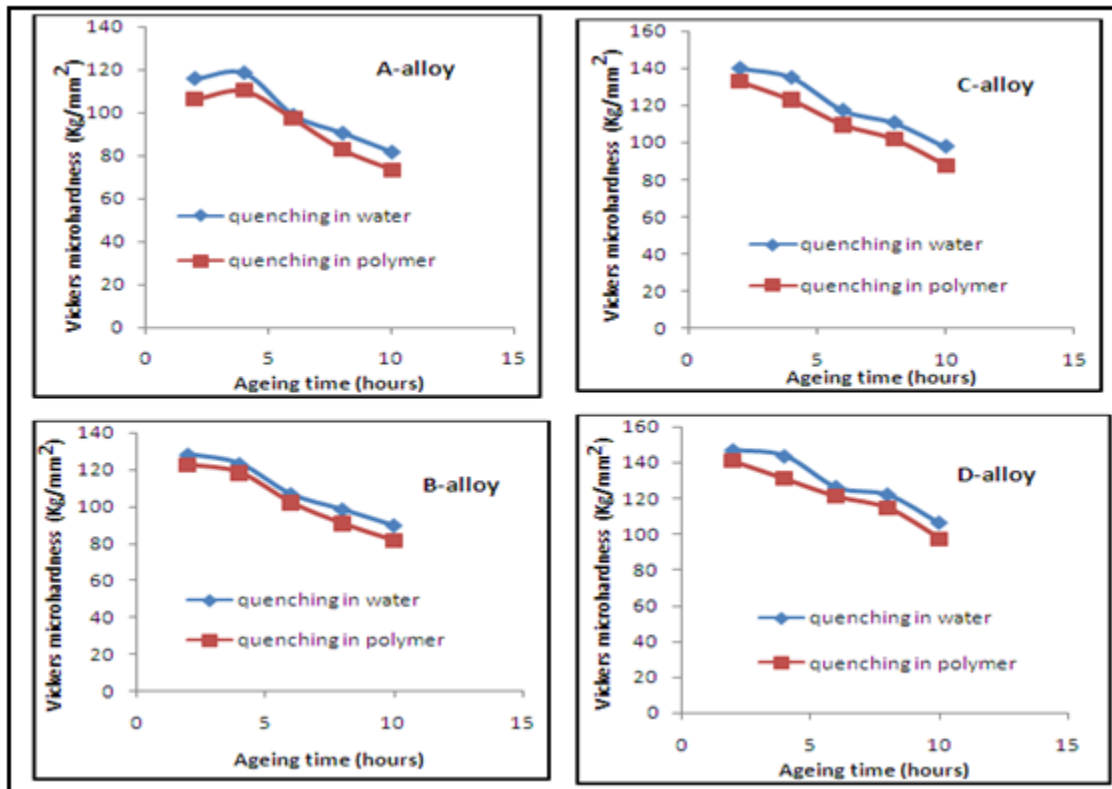 A-alloy
Vickers microhardness (Kg/mm²)
140
120
100
80
60
40
20
0
quenching in water
quenching in polymer
0 5 10 15
Ageing time (hours)
C-alloy
Vickers microhardness (Kg/mm²)
160
140
120
100
80
60
40
20
0
quenching in water
quenching in polymer
0 5 10 15
Ageing time (hours)
B-alloy
Vickers microhardness (Kg/mm²)
140
120
100
80
60
40
20
0
quenching in water
quenching in polymer
0 5 10 15
Ageing time (hours)
D-alloy
Vickers microhardness (Kg/mm²)
160
140
120
100
80
60
40
20
0
quenching in water
quenching in polymer
0 5 10 15
Ageing time (hours)